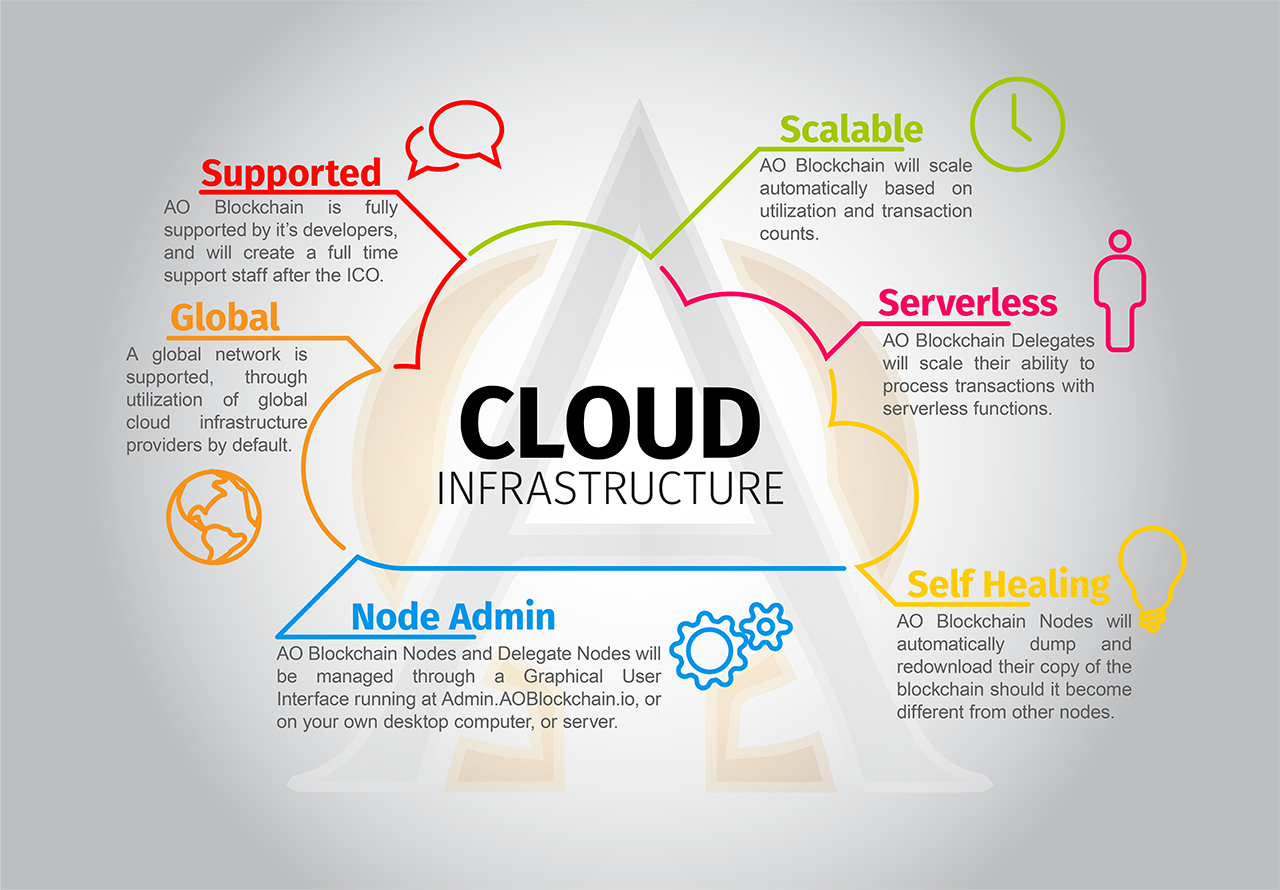 Supported
AO Blockchain is fully
supported by it's developers,
and will create a full time
support staff after the ICO.
Scalable
AO Blockchain will scale
automatically based on
utilization and transaction
counts.
Global
A global network is
supported, through
utilization of global
cloud infrastructure
providers by default.
Serverless
AO Blockchain Delegates
will scale their ability to
process transactions with
serverless functions.
CLOUD
INFRASTRUCTURE
Node Admin
AO Blockchain Nodes and Delegate Nodes will
be managed through a Graphical User
Interface running at Admin.AOBlockchain.io, or
on your own desktop computer, or server.
Self Healing
AO Blockchain Nodes will
automatically dump and
redownload their copy of the
blockchain should it become
different from other nodes.